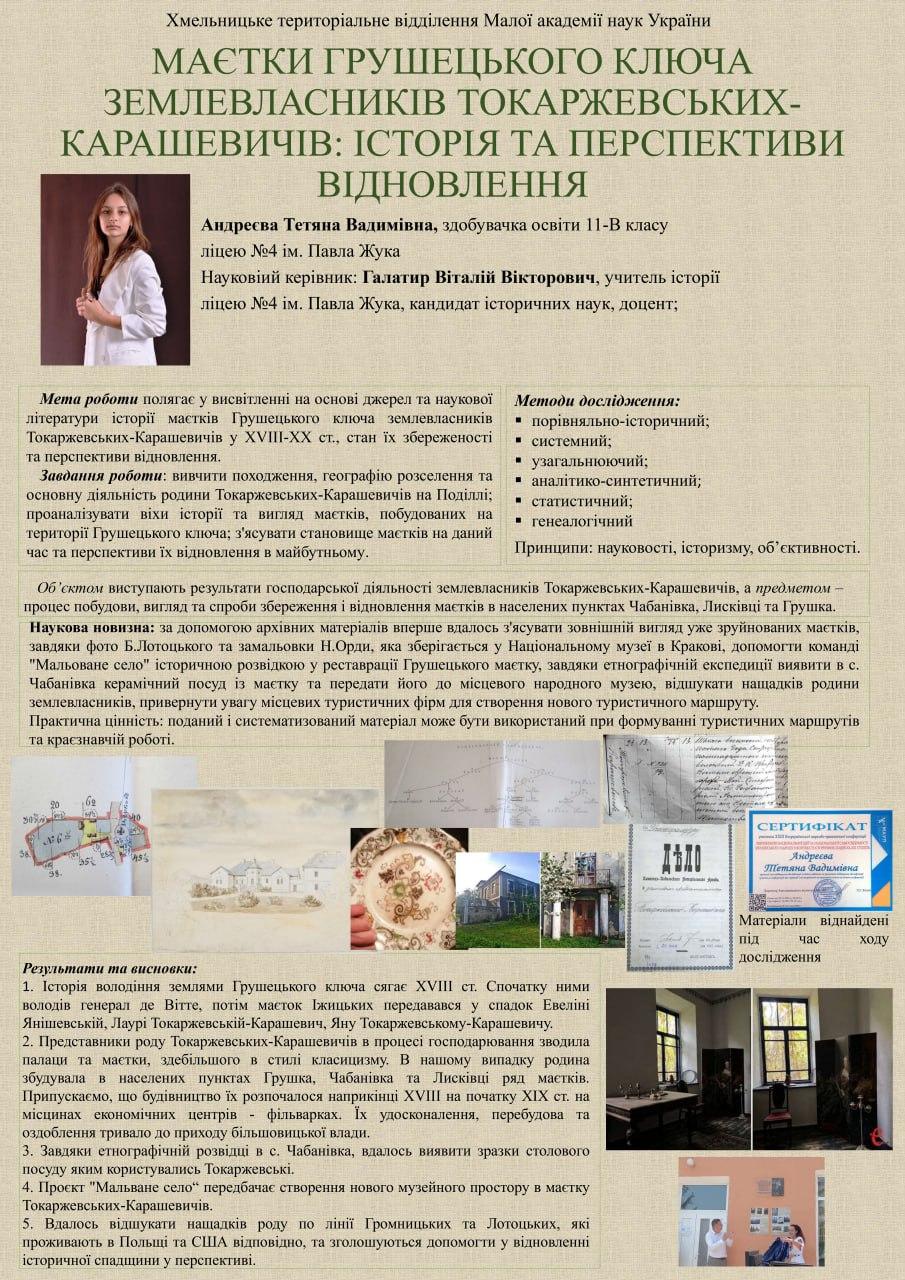 Хмельницьке територіальне відділення Малої академії наук України
МАЄТКИ ГРУШЕЦЬКОГО КЛЮЧА
ЗЕМЛЕВЛАСНИКІВ ТОКАРЖЕВСЬКИХ-
КАРАШЕВИЧІВ: ІСТОРІЯ ТА ПЕРСПЕКТИВИ
ВІДНОВЛЕННЯ
Андреєва Тетяна Вадимівна, здобувачка освіти 11-В класу
ліцею №4 ім. Павла Жука
Науковіий керівник: Галатир Віталій Вікторович, учитель історії
ліцею №4 ім. Павла Жука, кандидат історичних наук, доцент;
Мета роботи полягає у висвітленні на основі джерел та наукової
літератури історії маєтків Грушецького ключа землевласників
Токаржевських-Карашевичів у XVIII-XX ст., стан їх збереженості
та перспективи відновлення.
Завдання роботи: вивчити походження, географію розселення та
основну діяльність родини Токаржевських-Карашевичів на Поділлі;
проаналізувати віхи історії та вигляд маєтків, побудованих на
території Грушецького ключа; з'ясувати становище маєтків на даний
час та перспективи їх відновлення в майбутньому.
Методи дослідження:
▪ порівняльно-історичний;
▪ системний;
▪ узагальнюючий;
▪ аналітико-синтетичний;
▪ статистичний;
▪ генеалогічний
Принципи: науковості, історизму, об’єктивності.
Об’єктом виступають результати господарської діяльності землевласників Токаржевських-Карашевичів, а предметом –
процес побудови, вигляд та спроби збереження і відновлення маєтків в населених пунктах Чабанівка, Лисківці та Грушка.
Наукова новизна: за допомогою архівних матеріалів вперше вдалось з'ясувати зовнішній вигляд уже зруйнованих маєтків,
завдяки фото Б.Лотоцького та замальовки Н.Орди, яка зберігається у Національному музеї в Кракові, допомогти команді
"Мальоване село" історичною розвідкою у реставрації Грушецького маєтку, завдяки етнографічній експедиції виявити в с.
Чабанівка керамічний посуд із маєтку та передати його до місцевого народного музею, відшукати нащадків родини
землевласників, привернути увагу місцевих туристичних фірм для створення нового туристичного маршруту.
Практична цінність: поданий і систематизований матеріал може бути використаний при формуванні туристичних маршрутів
та краєзнавчій роботі.
ДѢЛО
СЕРТИФІКАТ
Андреєва
Тетяна Вадимівна
Матеріали віднайдені
під час ходу
дослідження
Результати та висновки:
1. Історія володіння землями Грушецького ключа сягає XVIII ст. Спочатку ними
володів генерал де Вітте, потім маєток Іжицьких передавався у спадок Евеліні
Янішевській, Лаурі Токаржевській-Карашевич, Яну Токаржевському-Карашевичу.
2. Представники роду Токаржевських-Карашевичів в процесі господарювання зводила
палаци та маєтки, здебільшого в стилі класицизму. В нашому випадку родина
збудувала в населених пунктах Грушка, Чабанівка та Лисківці ряд маєтків.
Припускаємо, що будівництво їх розпочалося наприкінці XVIII на початку XIX ст. на
місцинах економічних центрів - фільварках. Їх удосконалення, перебудова та
оздоблення тривало до приходу більшовицької влади.
3. Завдяки етнографічній розвідці в с. Чабанівка, вдалось виявити зразки столового
посуду яким користувались Токаржевські.
4. Проєкт "Мальване село“ передбачає створення нового музейного простору в маєтку
Токаржевських-Карашевичів.
5. Вдалось відшукати нащадків роду по лінії Громницьких та Лотоцьких, які
проживають в Польщі та США відповідно, та зголошуються допомогти у відновленні
історичної спадщини у перспективі.